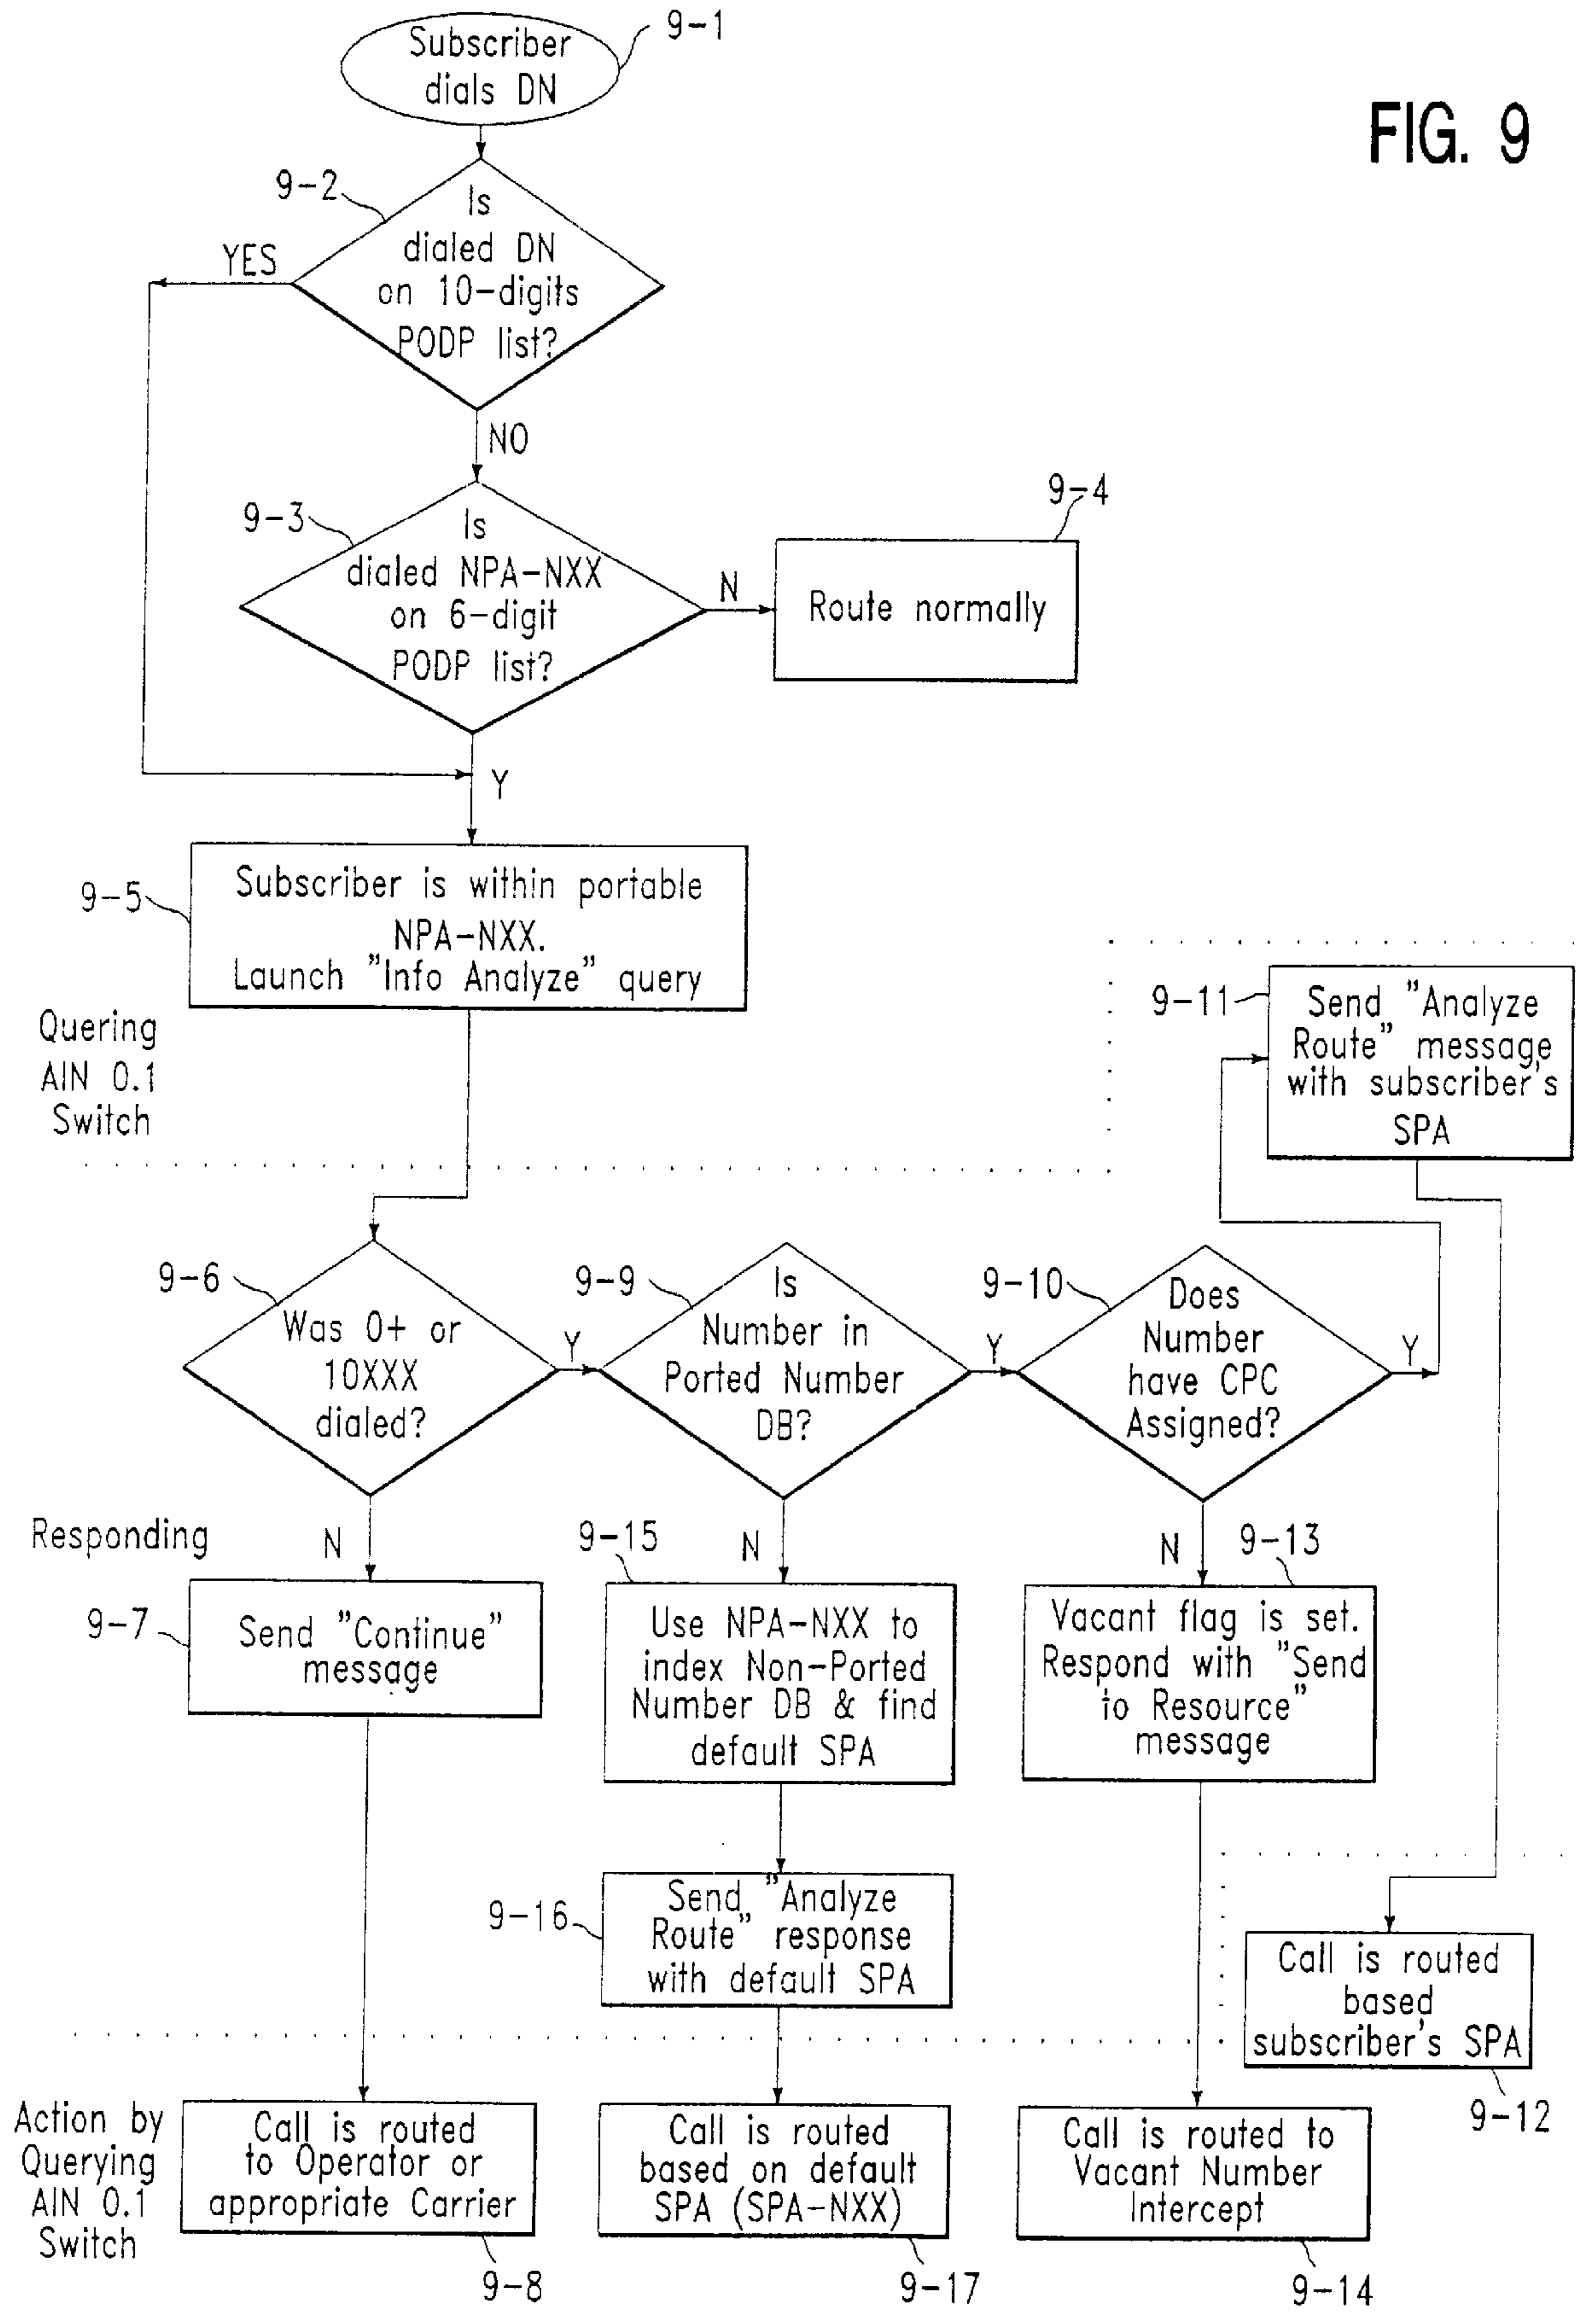 9-1
Subscriber
dials DN
FIG. 9
9-2
Is
dialed DN
on 10-digits
PODP list?
YES
NO
9-3
Is
dialed NPA-NXX
on 6-digit
PODP list?
N
9-4
Route normally
Y
9-5
Subscriber is within portable
NPA-NXX.
Launch "Info Analyze" query
Quering
AIN 0.1
Switch
9-11
Send "Analyze
Route" message
with subscriber's
SPA
9-6
Was 0+ or
10XXX
dialed?
Y
9-9
Is
Number in
Ported Number
DB?
Y
9-10
Does
Number
have CPC
Assigned?
Y
Responding
N
9-7
Send "Continue"
message
9-15
N
Use NPA-NXX to
index Non-Ported
Number DB & find
default SPA
N
9-13
Vacant flag is set.
Respond with "Send
to Resource"
message
9-16
Send "Analyze
Route" response
with default SPA
Call is routed
based
subscriber's SPA
9-12
Action by
Querying
AIN 0.1
Switch
Call is routed
to Operator or
appropriate Carrier
9-8
Call is routed
based on default
SPA (SPA-NXX)
9-17
Call is routed to
Vacant Number
Intercept
9-14